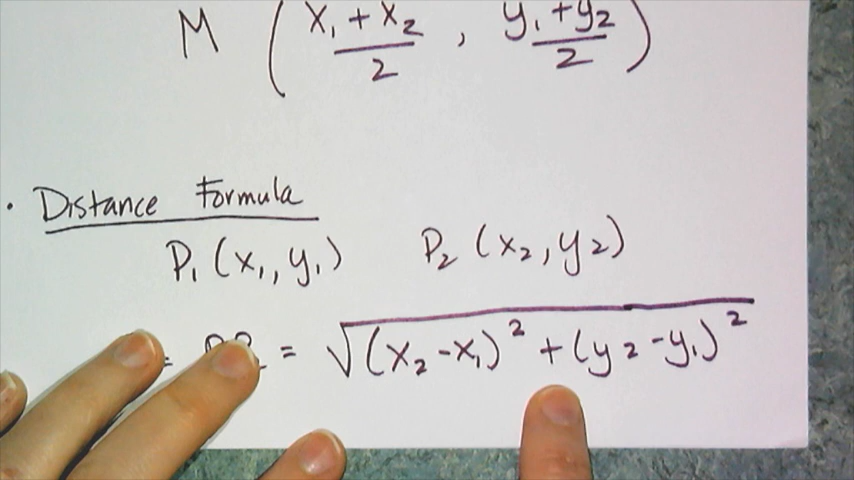 M ( x₁ + x₂ / 2 , y₁ + y₂ / 2 )
· Distance Formula
P₁ (x₁, y₁) P₂ (x₂, y₂)
= √(x₂ - x₁)² + (y₂ - y₁)²